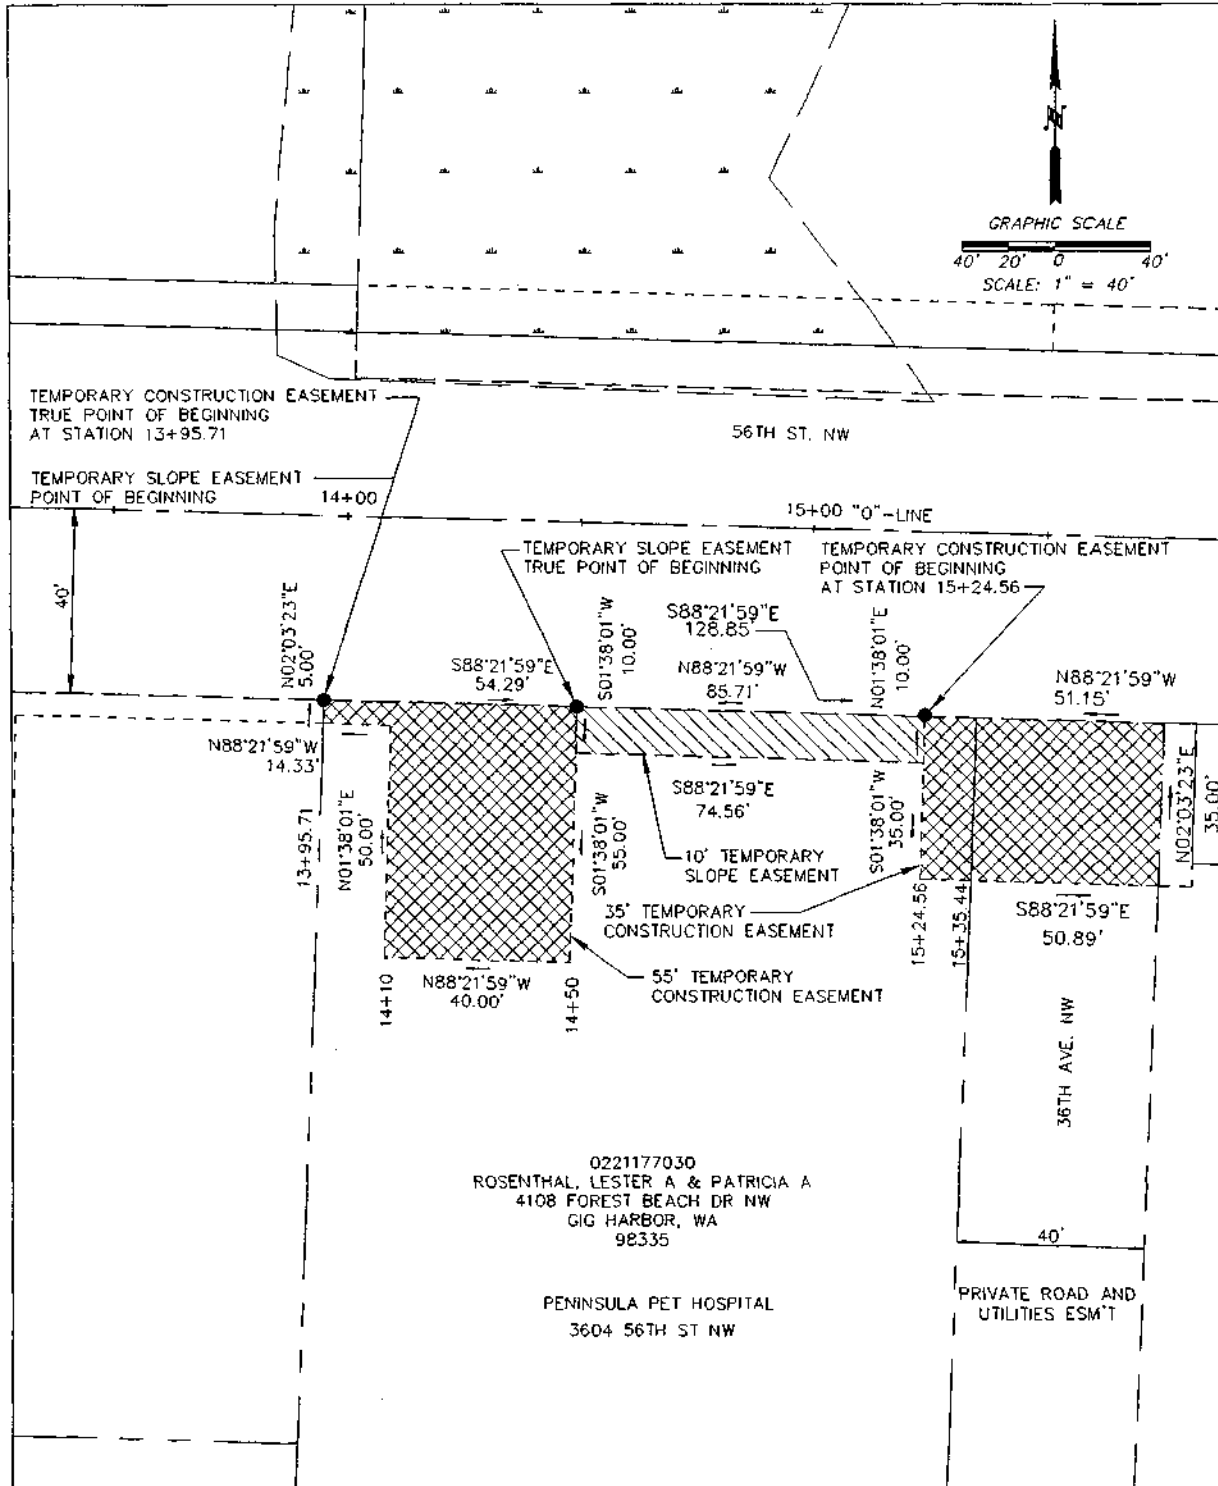 GRAPHIC SCALE
40' 20' 0 40'
SCALE: 1" = 40'
TEMPORARY CONSTRUCTION EASEMENT
TRUE POINT OF BEGINNING
AT STATION 13+95.71
56TH ST. NW
TEMPORARY SLOPE EASEMENT
POINT OF BEGINNING
14+00
15+00 "O"-LINE
40'
TEMPORARY SLOPE EASEMENT
TRUE POINT OF BEGINNING
TEMPORARY CONSTRUCTION EASEMENT
POINT OF BEGINNING
AT STATION 15+24.56
N02°03'23"E
5.00'
S88°21'59"E
54.29'
S01°38'01"W
10.00'
S88°21'59"E
128.85'
N88°21'59"W
85.71'
N01°38'01"E
10.00'
N88°21'59"W
51.15'
N88°21'59"W
14.33'
13+95.71
N01°38'01"E
50.00'
S01°38'01"W
55.00'
S88°21'59"E
74.56'
S01°38'01"W
35.00'
N02°03'23"E
35.00'
10' TEMPORARY
SLOPE EASEMENT
35' TEMPORARY
CONSTRUCTION EASEMENT
15+24.56
15+35.44
S88°21'59"E
50.89'
N88°21'59"W
40.00'
14+10
14+50
55' TEMPORARY
CONSTRUCTION EASEMENT
36TH AVE. NW
0221177030
ROSENTHAL, LESTER A & PATRICIA A
4108 FOREST BEACH DR NW
GIG HARBOR, WA
98335
40'
PENINSULA PET HOSPITAL
3604 56TH ST NW
PRIVATE ROAD AND
UTILITIES ESM'T